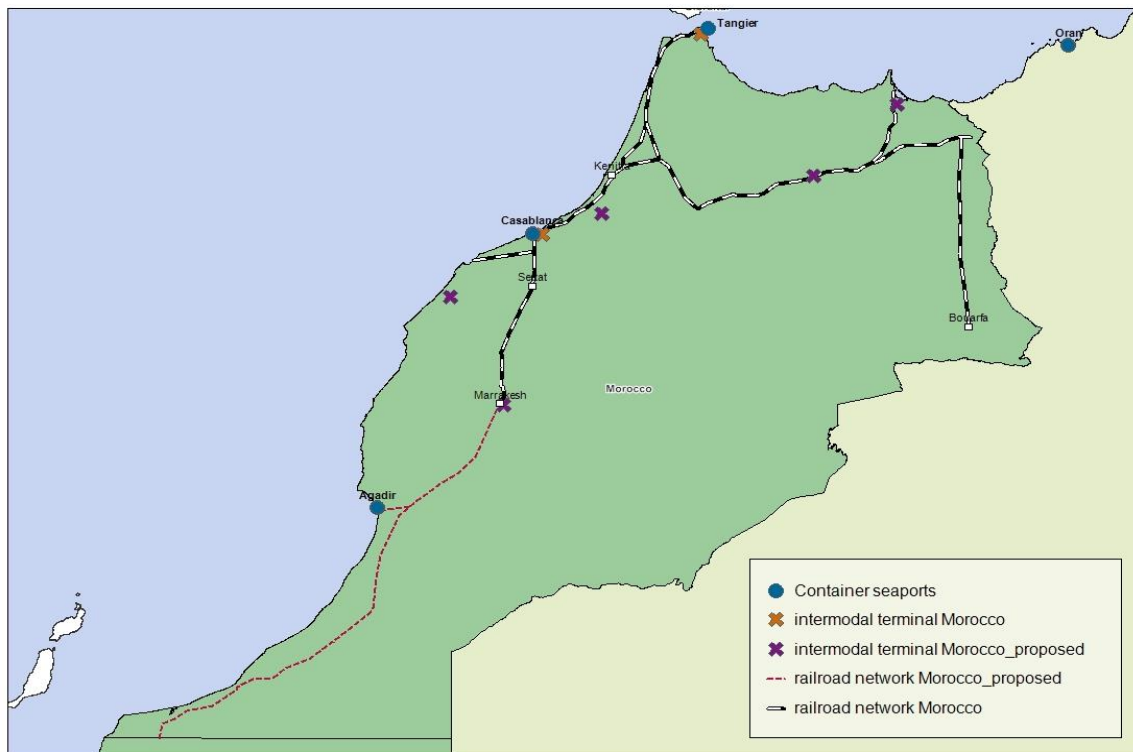 Tangier
Oran
Kenitra
Casablanca
Settat
Bouarfa
Marrakesh
Morocco
Agadir
Container seaports
intermodal terminal Morocco
intermodal terminal Morocco_proposed
railroad network Morocco_proposed
railroad network Morocco